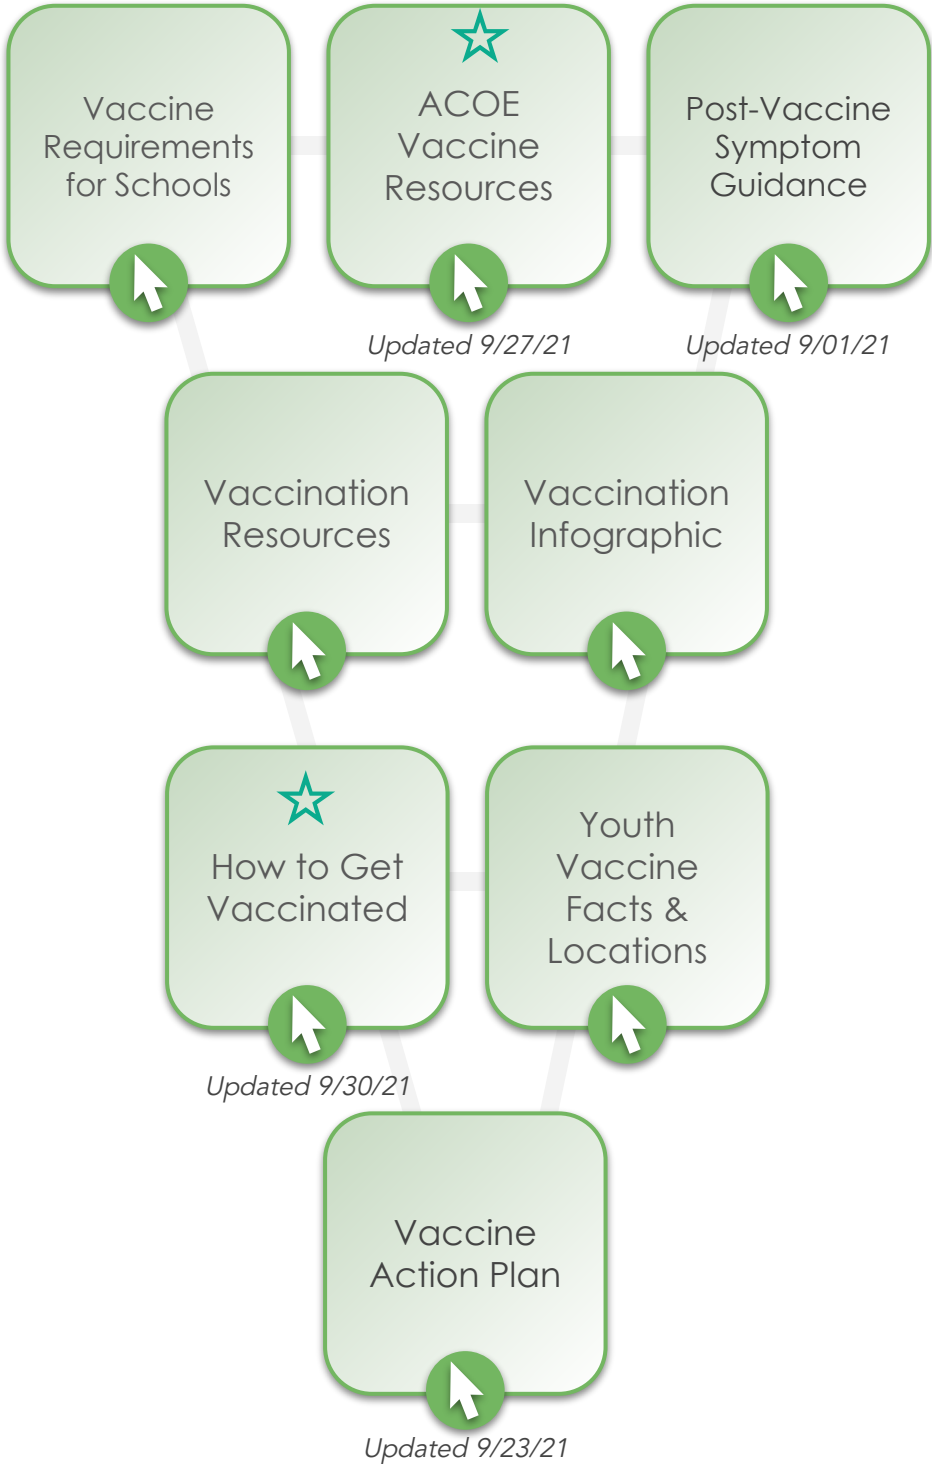 Vaccine
Requirements
for Schools
ACOE
Vaccine
Resources
Post-Vaccine
Symptom
Guidance
Updated 9/27/21
Updated 9/01/21
Vaccination
Resources
Vaccination
Infographic
How to Get
Vaccinated
Youth
Vaccine
Facts &
Locations
Updated 9/30/21
Vaccine
Action Plan
Updated 9/23/21